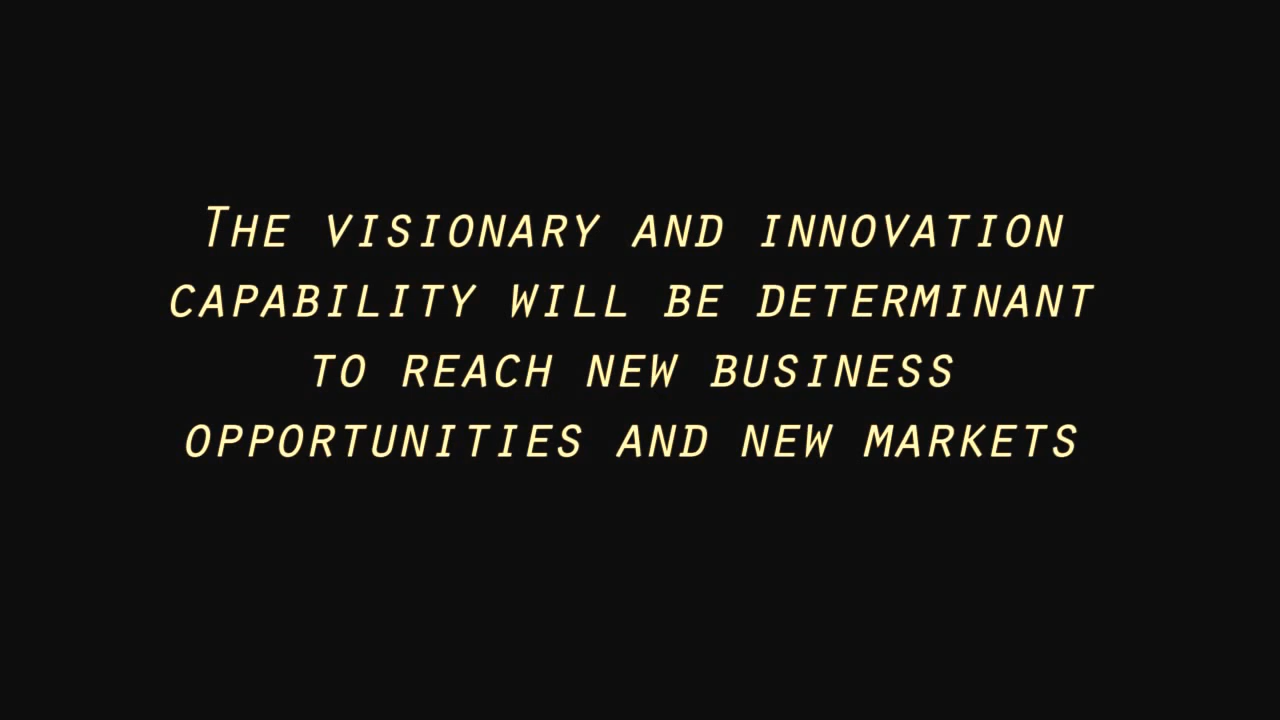 The visionary and innovation
capability will be determinant
to reach new business
opportunities and new markets